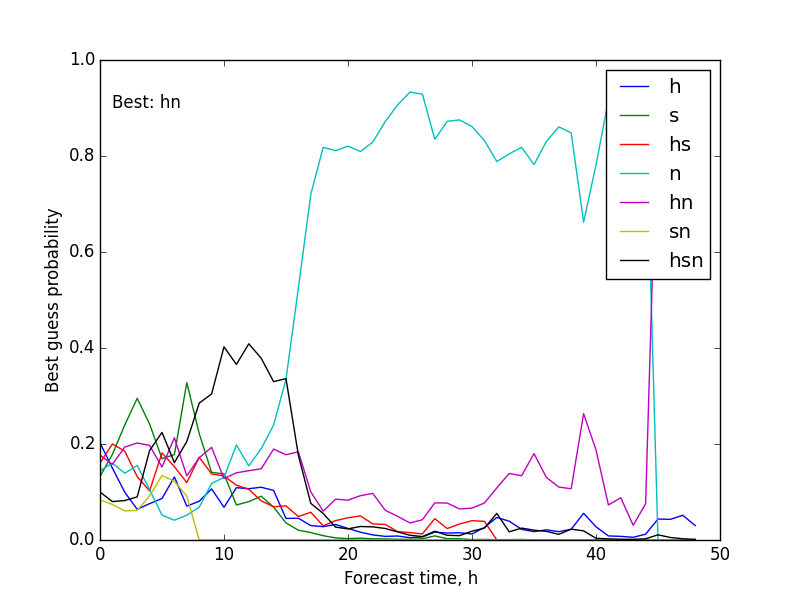 1.0
0.8
0.6
0.4
0.2
0.0
Best guess probability
Best: hn
h
s
hs
n
hn
sn
hsn
0 10 20 30 40 50
Forecast time, h